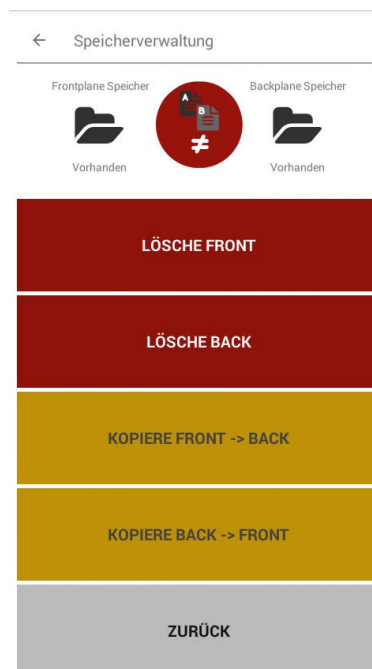 Speicherverwaltung
Frontplane Speicher
Backplane Speicher
A
B
≠
Vorhanden
Vorhanden
LÖSCHE FRONT
LÖSCHE BACK
KOPIERE FRONT -> BACK
KOPIERE BACK -> FRONT
ZURÜCK